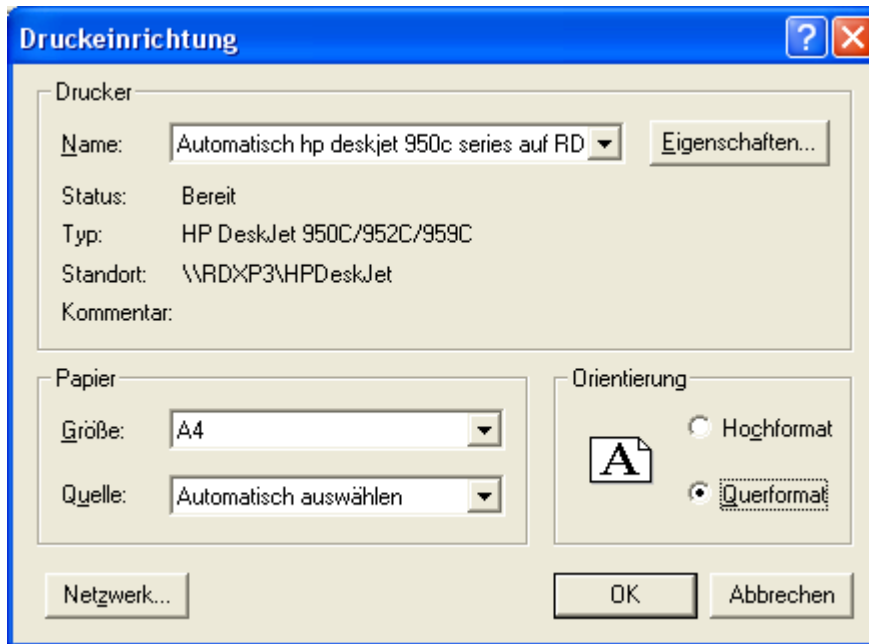 Druckeinrichtung
Drucker
Name: Automatisch hp deskjet 950c series auf RD Eigenschaften...
Status: Bereit
Typ: HP DeskJet 950C/952C/959C
Standort: \\RDXP3\HPDeskJet
Kommentar:
Papier
Größe: A4
Quelle: Automatisch auswählen
Orientierung
A
Hochformat
Querformat
Netzwerk... OK Abbrechen